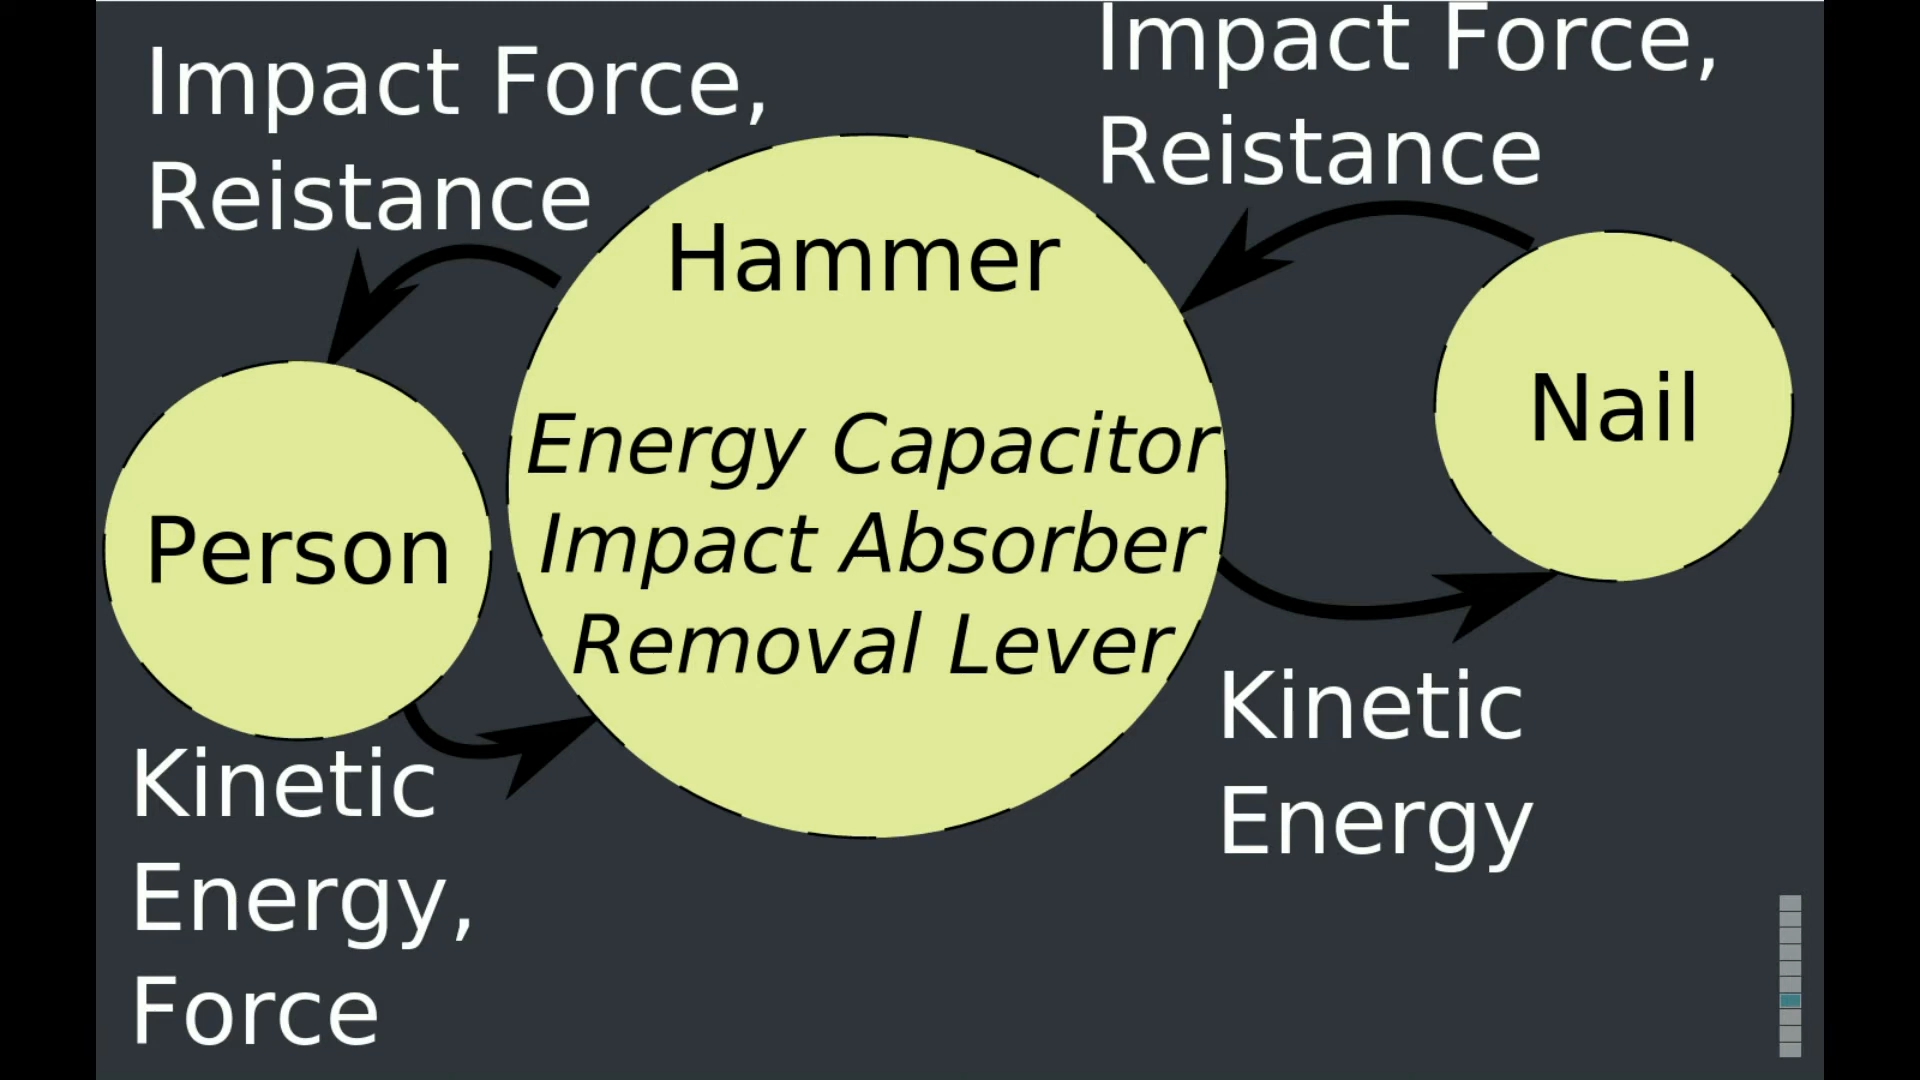 Impact Force,
Reistance
Impact Force,
Reistance
Hammer
Energy Capacitor
Impact Absorber
Removal Lever
Nail
Person
Kinetic
Energy
Kinetic
Energy,
Force